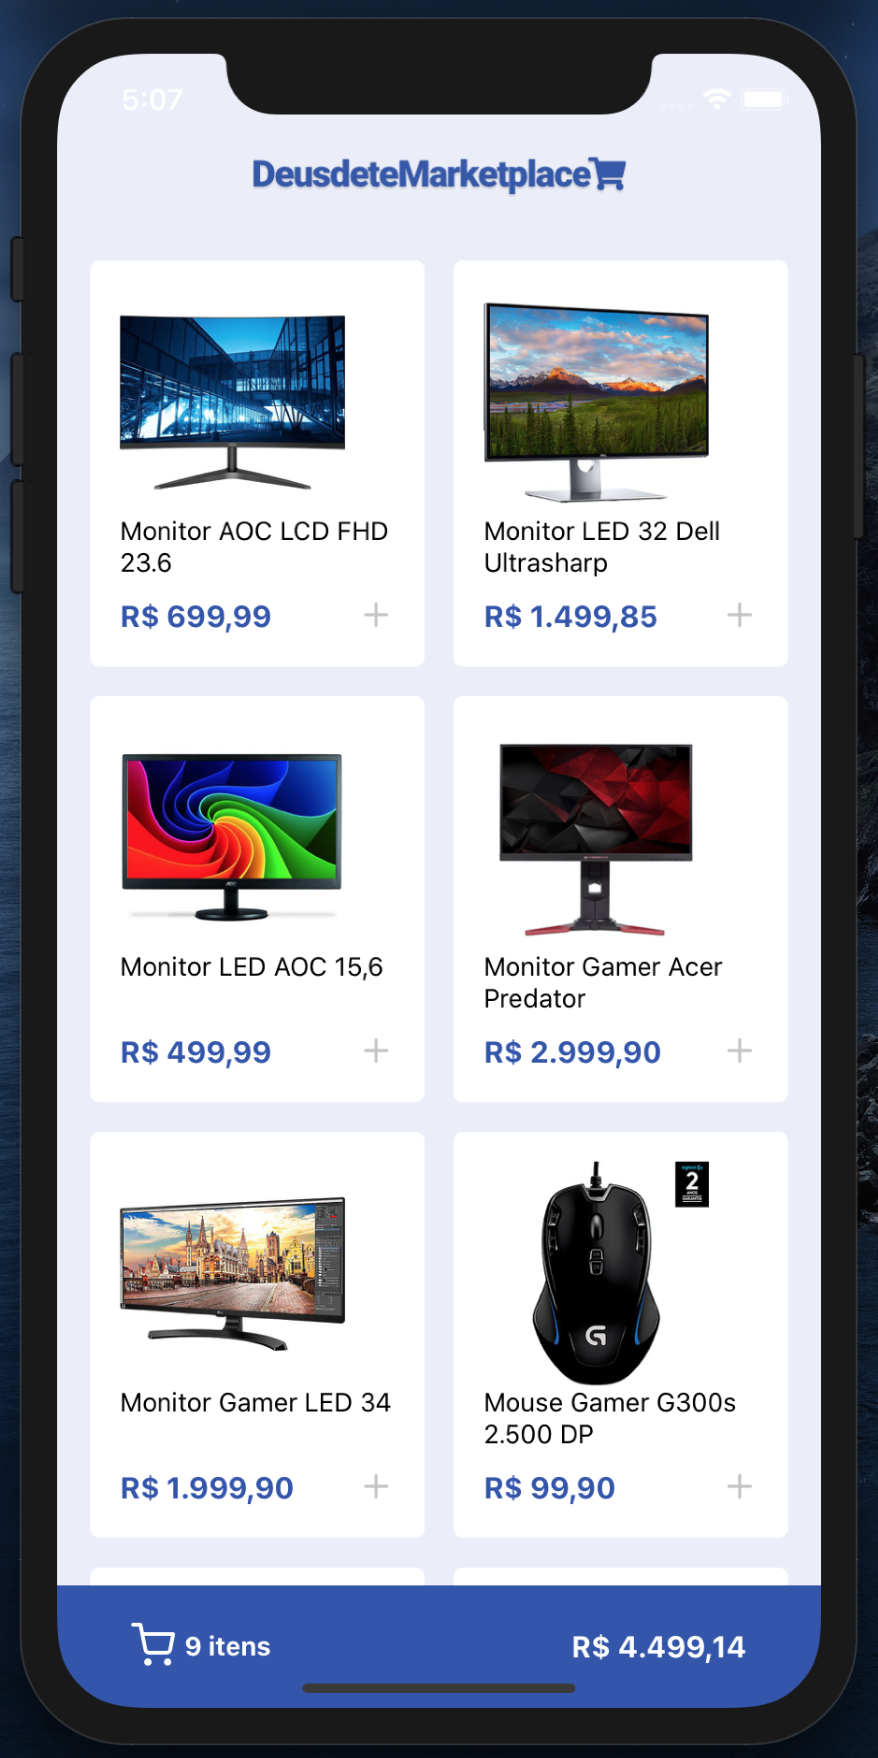 5:07
DeusdeteMarketplace
Monitor AOC LCD FHD
23.6
R$ 699,99
Monitor LED 32 Dell
Ultrasharp
R$ 1.499,85
Monitor LED AOC 15,6
R$ 499,99
Monitor Gamer Acer
Predator
R$ 2.999,90
Monitor Gamer LED 34
R$ 1.999,90
2
G
Mouse Gamer G300s
2.500 DP
R$ 99,90
9 itens
R$ 4.499,14